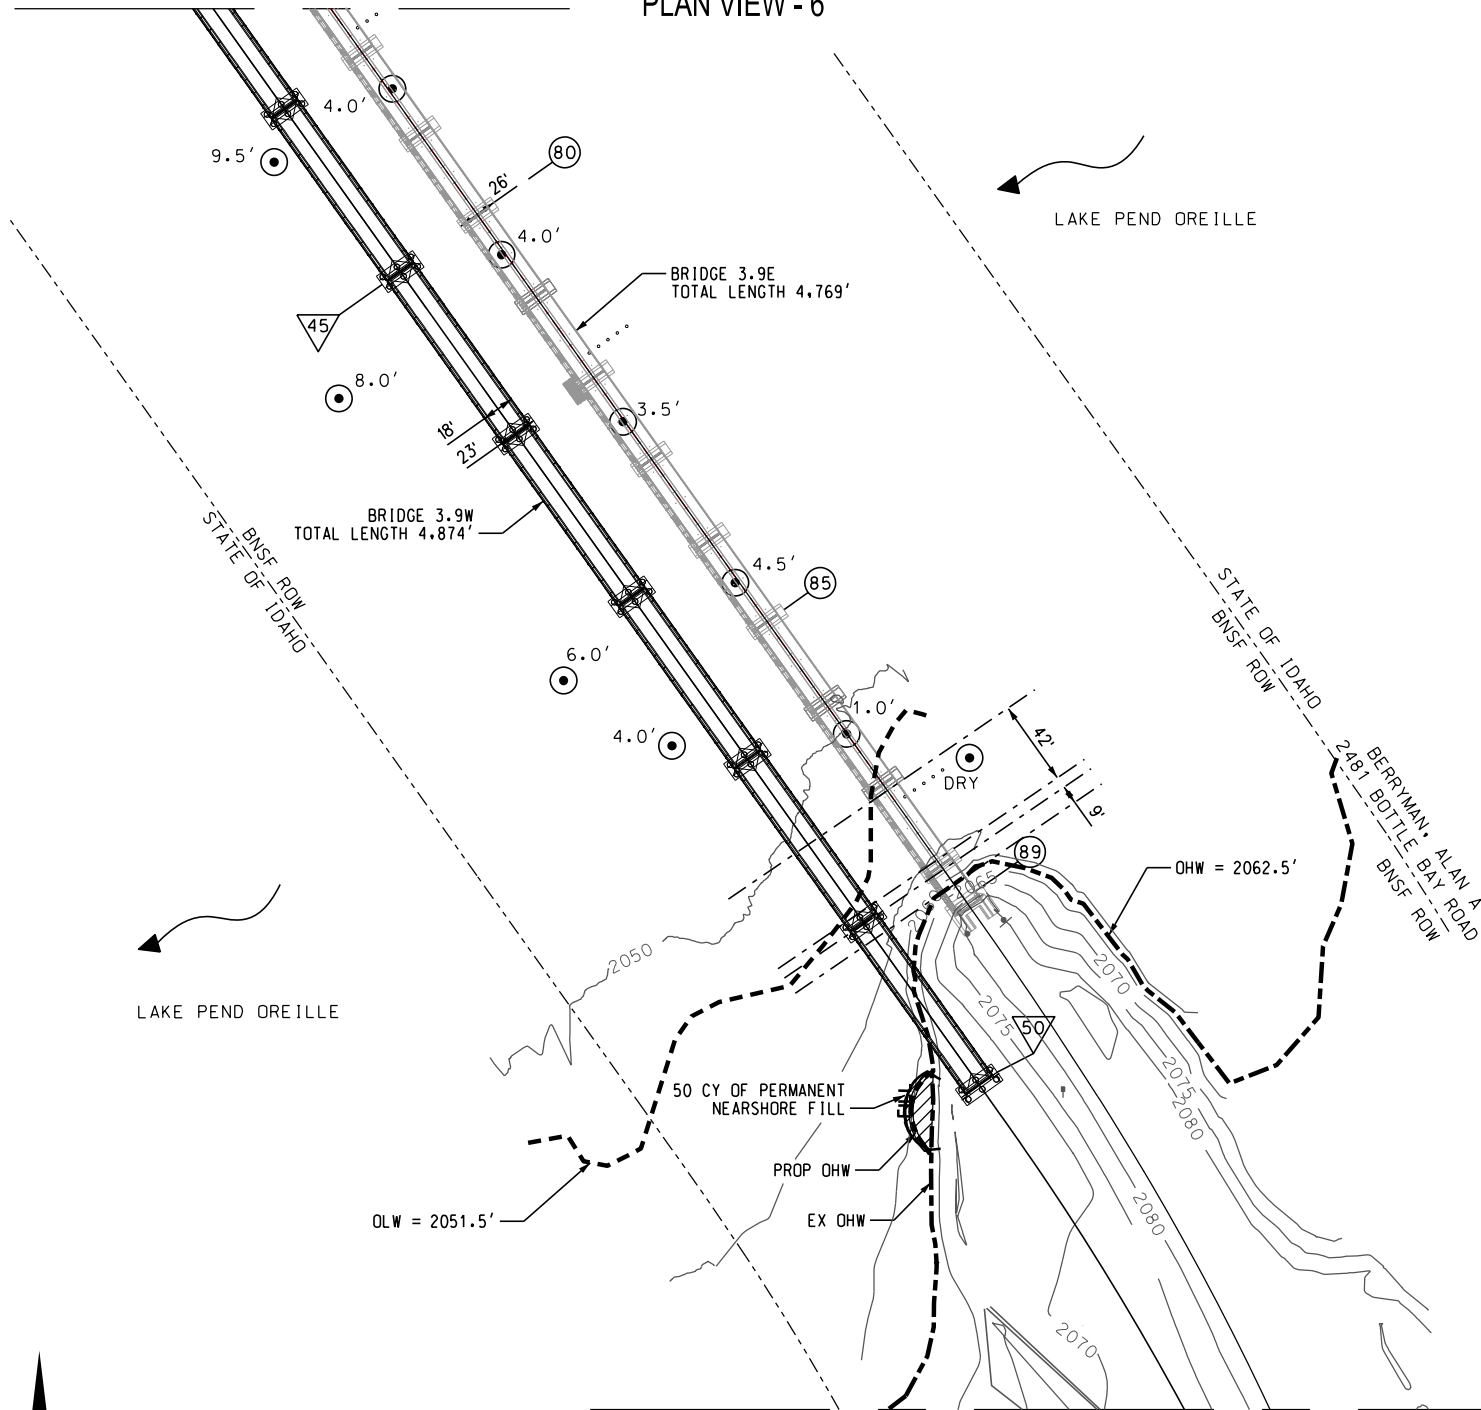 PLAN VIEW - 6
4.0'
9.5'
80
26'
LAKE PEND OREILLE
4.0'
BRIDGE 3.9E
TOTAL LENGTH 4.769'
45
8.0'
3.5'
18'
23'
BRIDGE 3.9W
TOTAL LENGTH 4.874'
BNSF ROW
STATE OF IDAHO
4.5'
85
STATE OF IDAHO
BNSF ROW
6.0'
1.0'
4.0'
42'
DRY
9'
BERRYMAN, ALAN A
2481 BOTTLE BAY ROAD
BNSF ROW
89
OHW = 2062.5'
2065
2050
2070
LAKE PEND OREILLE
2075
50
2075
2080
50 CY OF PERMANENT
NEARSHORE FILL
FILL
PROP OHW
EX OHW
OLW = 2051.5'
2080
2070